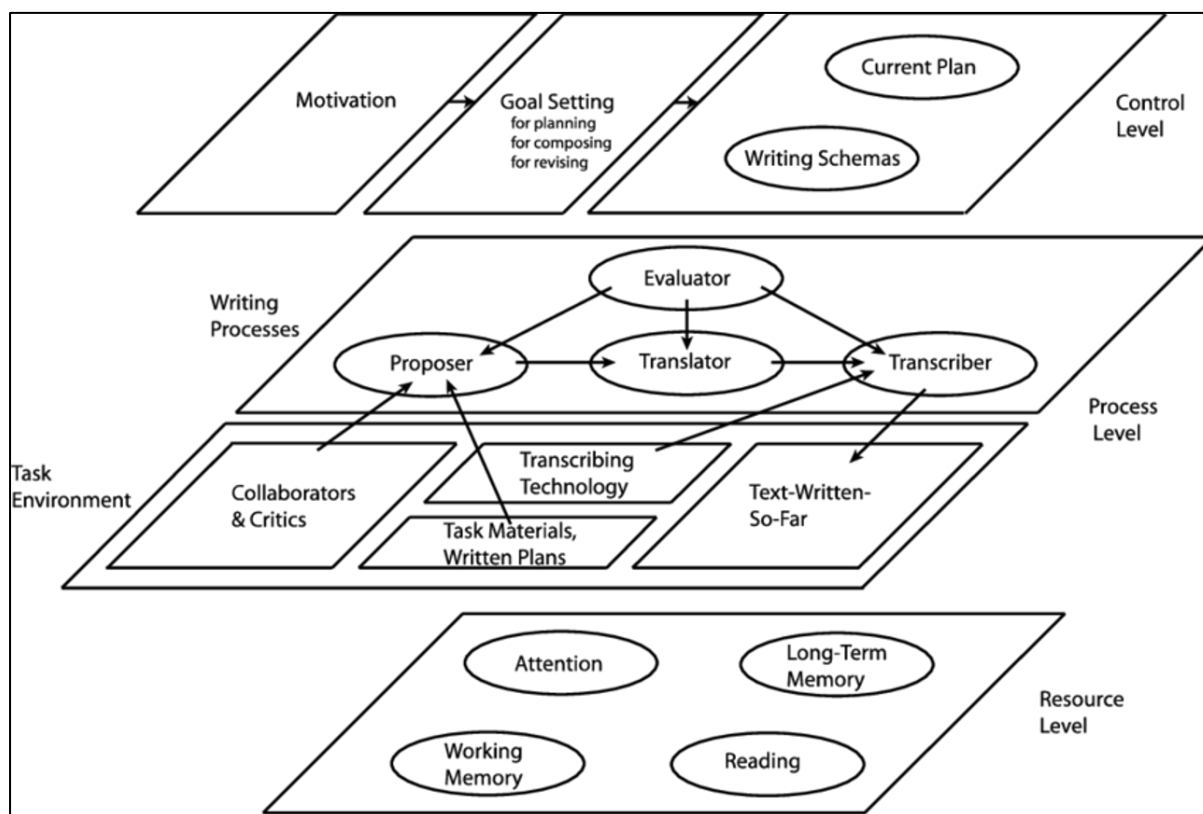 Motivation
Goal Setting
for planning
for composing
for revising
Current Plan
Writing Schemas
Control
Level
Writing
Processes
Evaluator
Proposer
Translator
Transcriber
Process
Level
Task
Environment
Collaborators
& Critics
Transcribing
Technology
Task Materials,
Written Plans
Text-Written-
So-Far
Attention
Long-Term
Memory
Working
Memory
Reading
Resource
Level